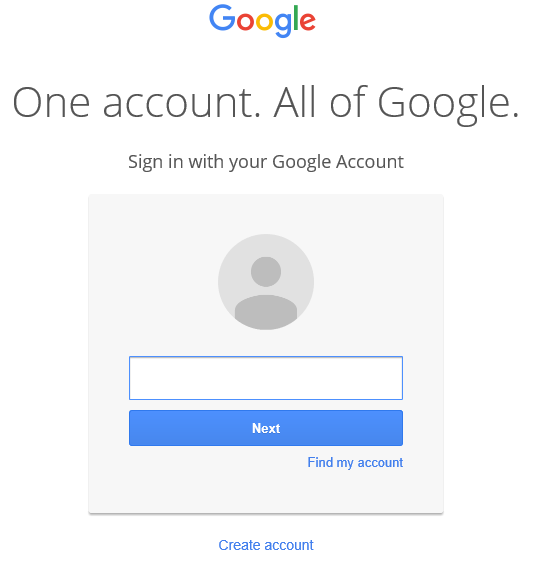 Google
One account. All of Google.
Sign in with your Google Account
Next
Find my account
Create account